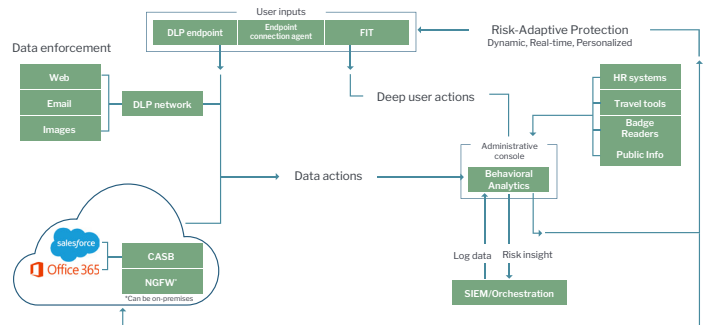 User inputs
DLP endpoint
Endpoint
connection agent
FIT
Risk-Adaptive Protection
Dynamic, Real-time, Personalized
Data enforcement
Web
Email
Images
DLP network
Deep user actions
HR systems
Travel tools
Badge
Readers
Public Info
Administrative
console
Behavioral
Analytics
Data actions
salesforce
Office 365
CASB
NGFW*
*Can be on-premises
Log data
Risk insight
SIEM/Orchestration